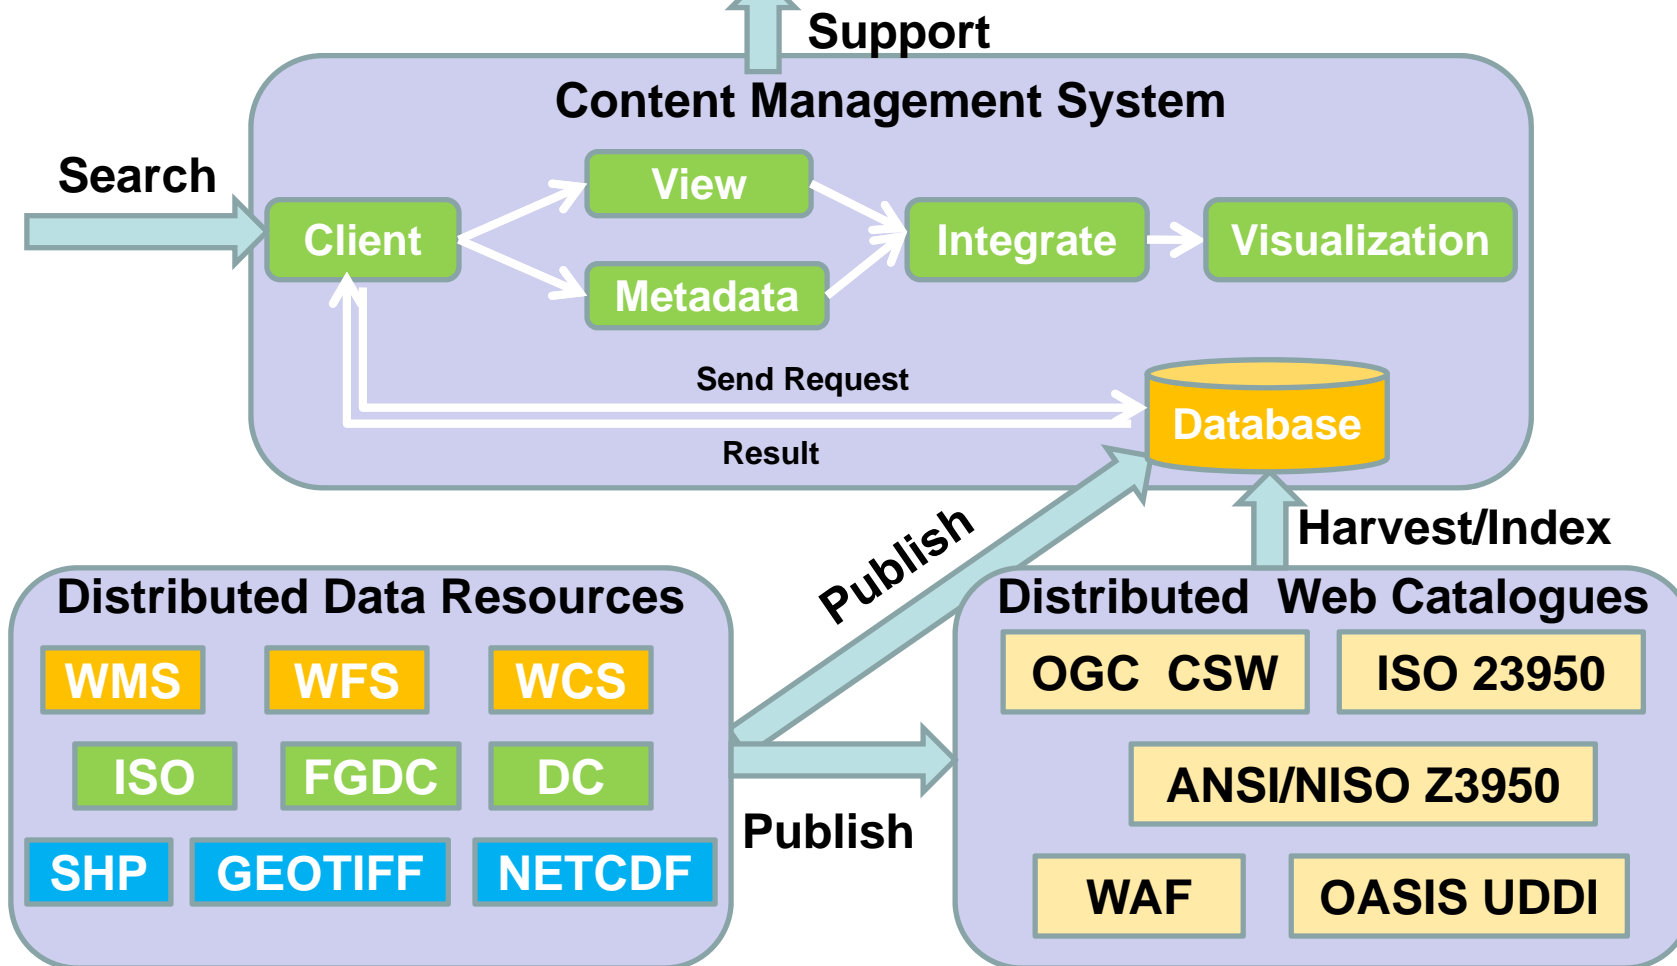 Support
Content Management System
Search
View
Client
Integrate
Visualization
Metadata
Send Request
Database
Result
Publish
Harvest/Index
Distributed Data Resources
WMS
WFS
WCS
ISO
FGDC
DC
SHP
GEOTIFF
NETCDF
Publish
Distributed Web Catalogues
OGC CSW
ISO 23950
ANSI/NISO Z3950
WAF
OASIS UDDI